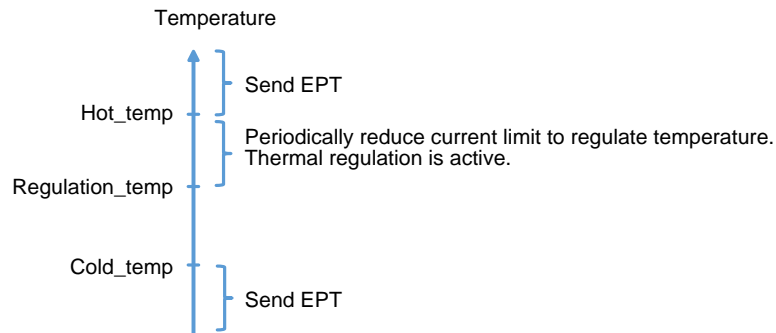 Temperature
Send EPT
Hot_temp
Periodically reduce current limit to regulate temperature.
Thermal regulation is active.
Regulation_temp
Cold_temp
Send EPT